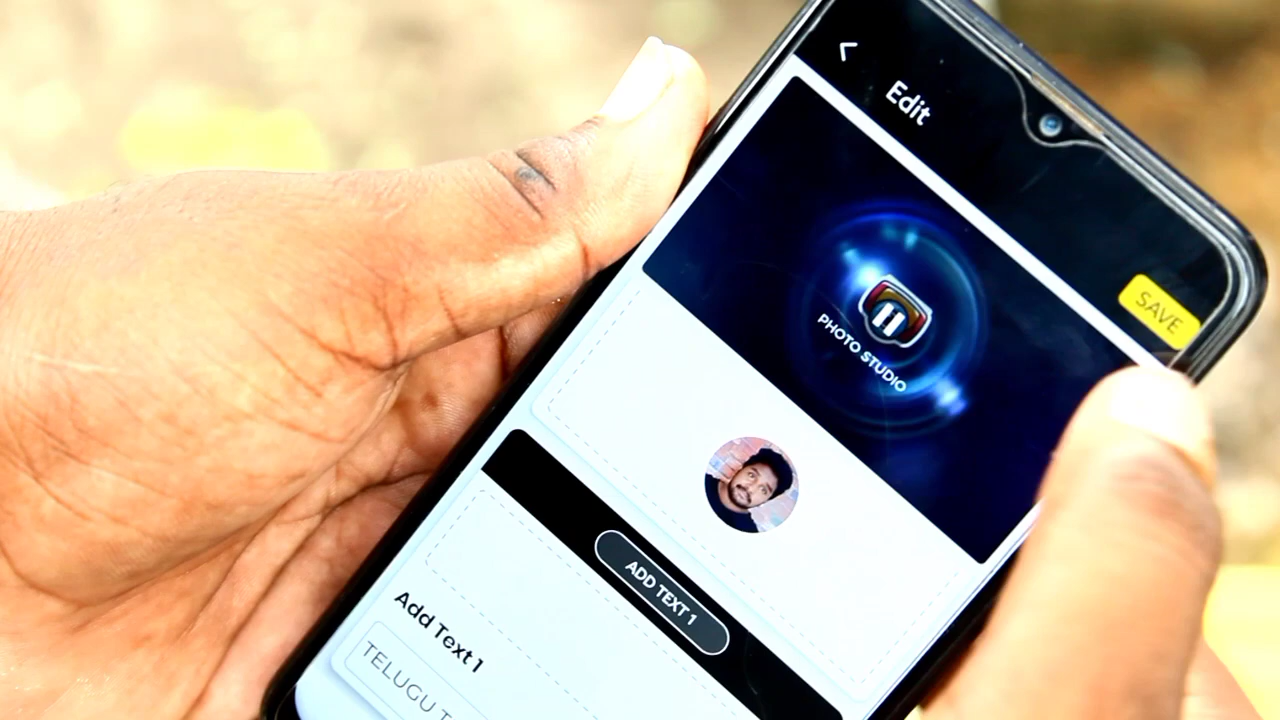 Edit
SAVE
PHOTO STUDIO
ADD TEXT 1
Add Text 1
TELUGU